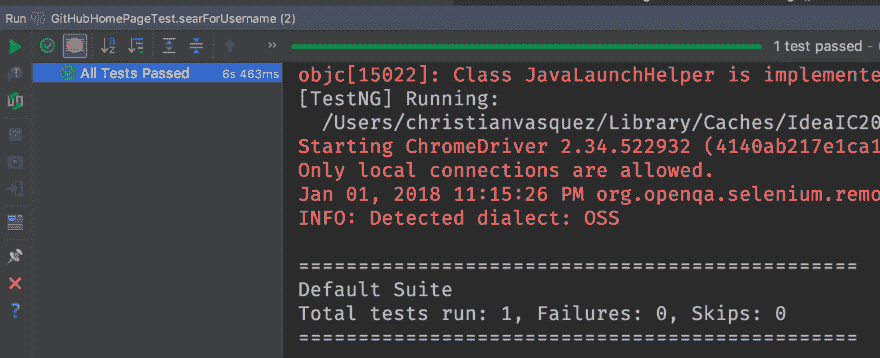 Run GitHubHomePageTest.searForUsername (2)
1 test passed -
All Tests Passed 6s 463ms
objc[15022]: Class JavaLaunchHelper is implemente
[TestNG] Running:
/Users/christianvasquez/Library/Caches/IdeaIC20
Starting ChromeDriver 2.34.522932 (4140ab217e1ca1
Only local connections are allowed.
Jan 01, 2018 11:15:26 PM org.openqa.selenium.remo
INFO: Detected dialect: OSS
===============================================
Default Suite
Total tests run: 1, Failures: 0, Skips: 0
===============================================